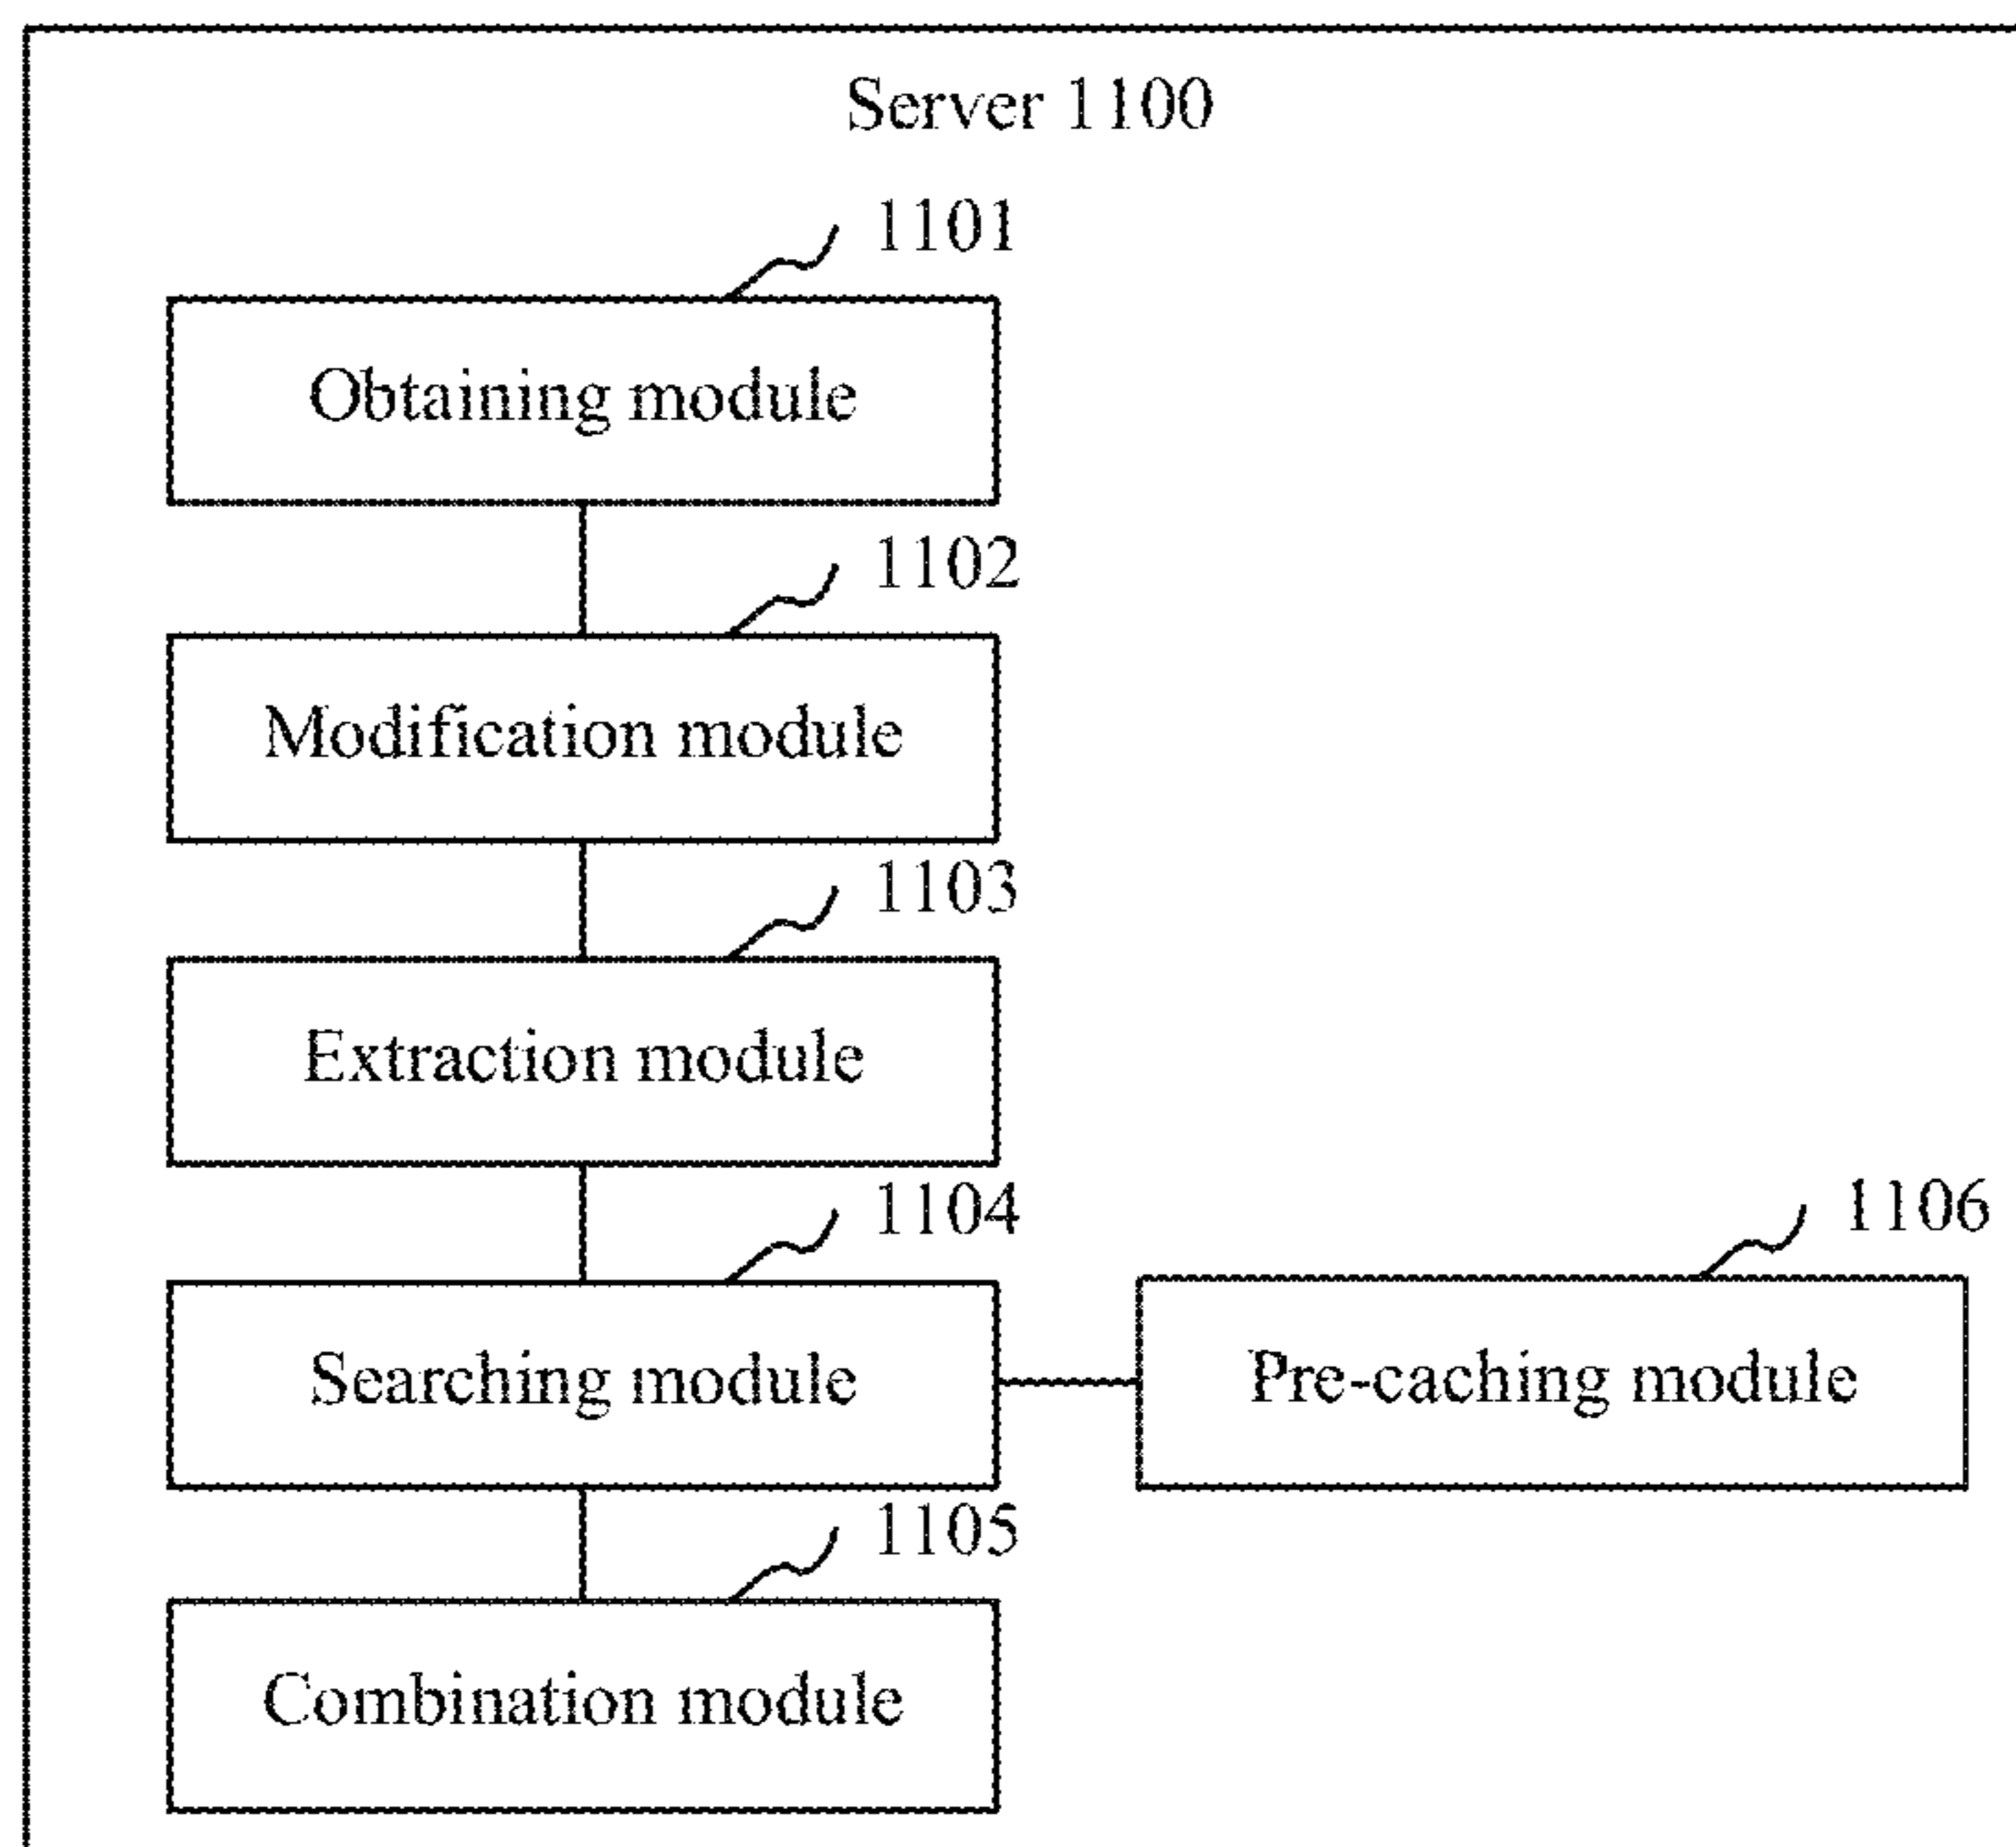 Server 1100
1101
Obtaining module
1102
Modification module
1103
Extraction module
1104
1106
Searching module
Pre-caching module
1105
Combination module